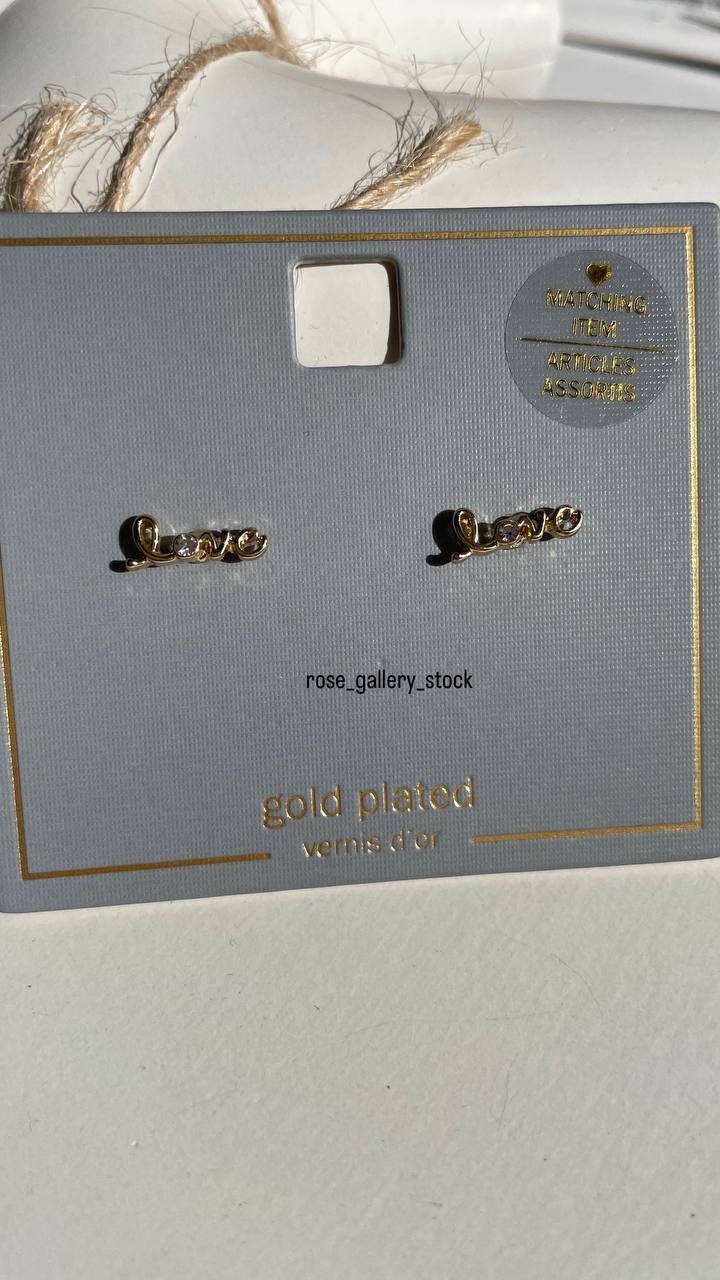 MATCHING
ITEM
ARTICLES
ASSORTIS
love
love
rose_gallery_stock
gold plated
vernis d'or